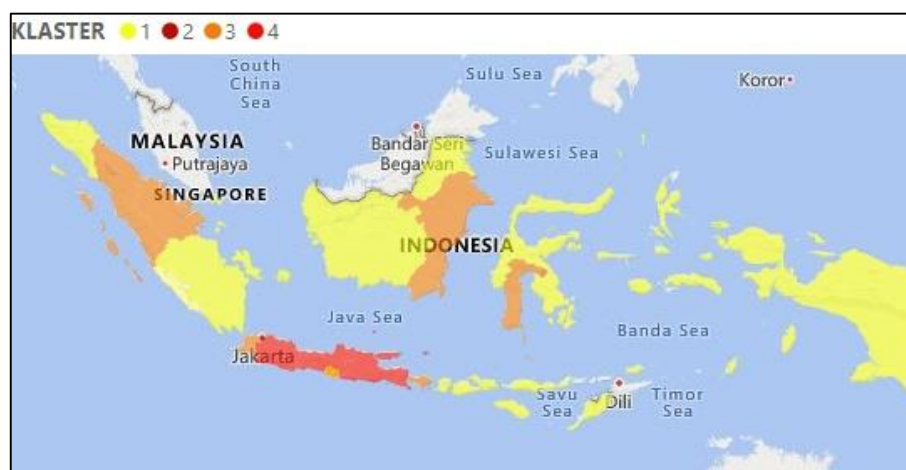 KLASTER 1 2 3 4
South
China
Sea
Sulu Sea
Koror
MALAYSIA
Putrajaya
Bandar Seri
Begawan
Sulawesi Sea
SINGAPORE
INDONESIA
Java Sea
Banda Sea
Jakarta
Savu
Sea
Dili
Timor
Sea